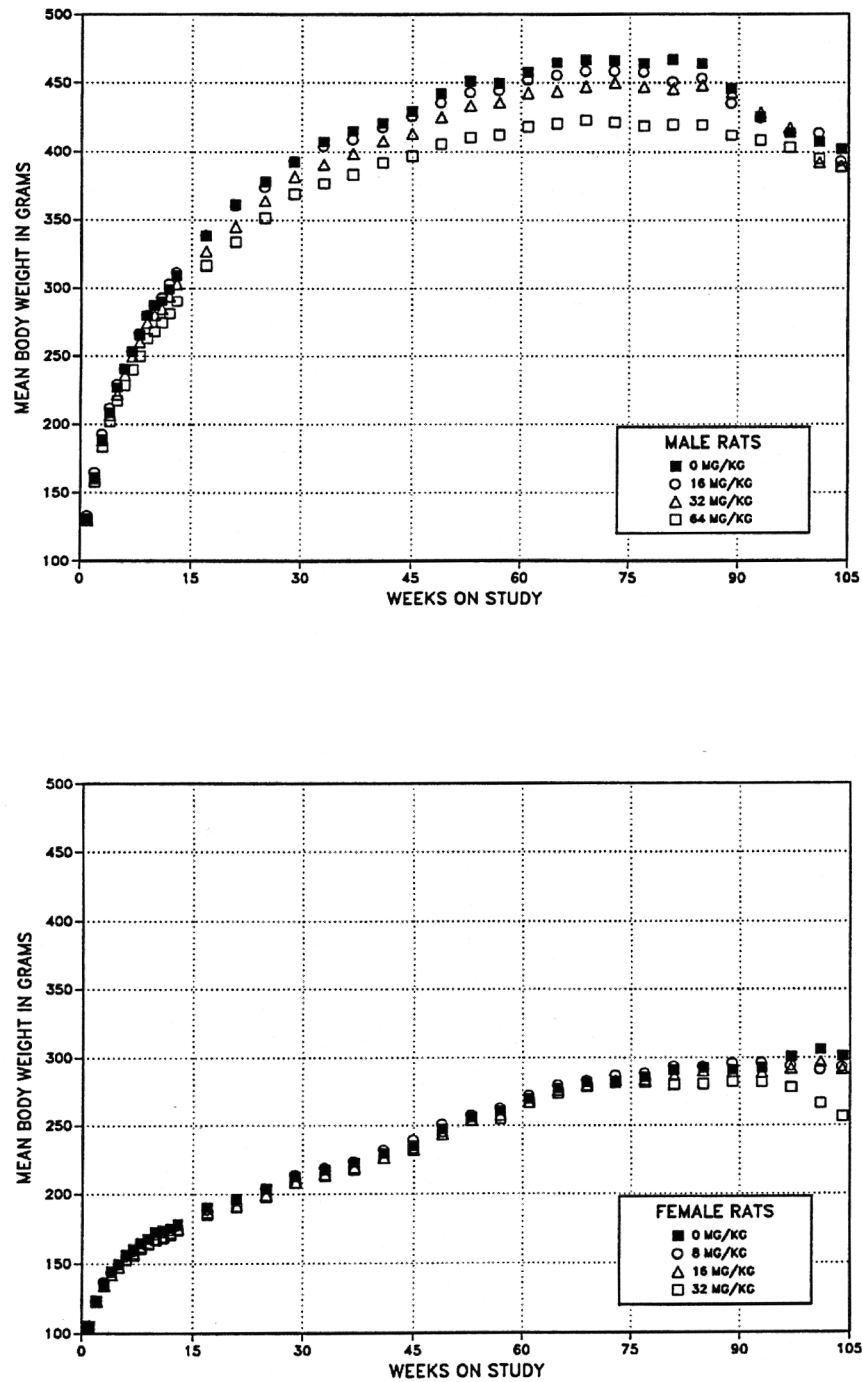 500
450
400
350
300
250
200
150
100
MEAN BODY WEIGHT IN GRAMS
0 15 30 45 60 75 90 105
WEEKS ON STUDY
MALE RATS
0 MG/KG
16 MG/KG
32 MG/KG
64 MG/KG
500
450
400
350
300
250
200
150
100
MEAN BODY WEIGHT IN GRAMS
0 15 30 45 60 75 90 105
WEEKS ON STUDY
FEMALE RATS
0 MG/KG
8 MG/KG
16 MG/KG
32 MG/KG